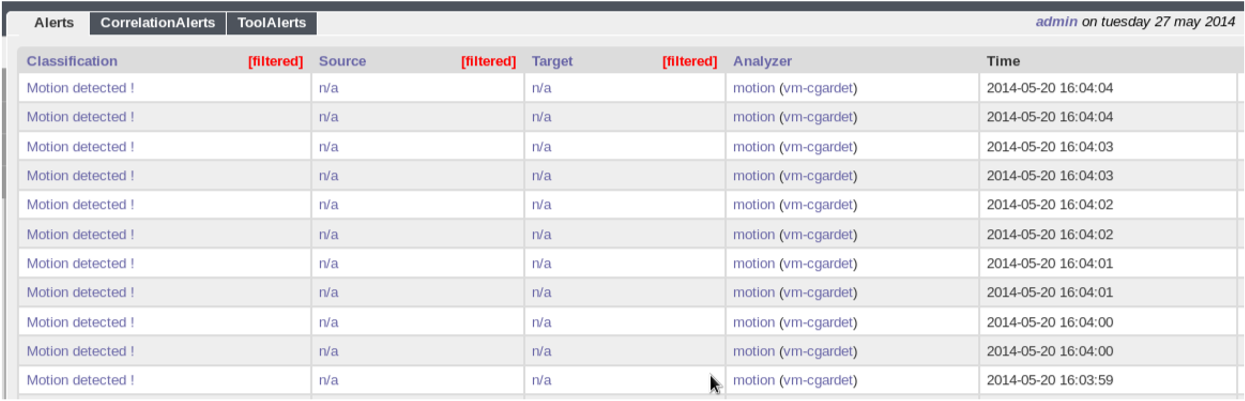 Alerts CorrelationAlerts ToolAlerts admin on tuesday 27 may 2014
Classification [filtered] Source [filtered] Target [filtered] Analyzer Time
Motion detected ! n/a n/a motion (vm-cgardet) 2014-05-20 16:04:04
Motion detected ! n/a n/a motion (vm-cgardet) 2014-05-20 16:04:04
Motion detected ! n/a n/a motion (vm-cgardet) 2014-05-20 16:04:03
Motion detected ! n/a n/a motion (vm-cgardet) 2014-05-20 16:04:03
Motion detected ! n/a n/a motion (vm-cgardet) 2014-05-20 16:04:02
Motion detected ! n/a n/a motion (vm-cgardet) 2014-05-20 16:04:02
Motion detected ! n/a n/a motion (vm-cgardet) 2014-05-20 16:04:01
Motion detected ! n/a n/a motion (vm-cgardet) 2014-05-20 16:04:01
Motion detected ! n/a n/a motion (vm-cgardet) 2014-05-20 16:04:00
Motion detected ! n/a n/a motion (vm-cgardet) 2014-05-20 16:04:00
Motion detected ! n/a n/a motion (vm-cgardet) 2014-05-20 16:03:59